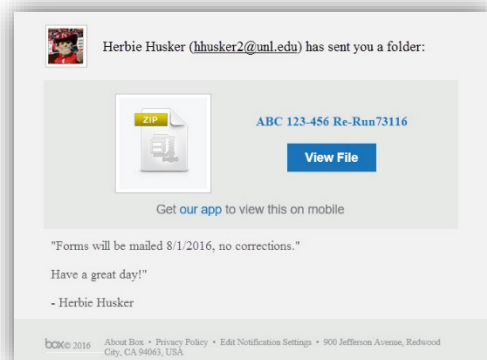 Herbie Husker (hhusker2@unl.edu) has sent you a folder:
ZIP
ABC 123-456 Re-Run73116
View File
Get our app to view this on mobile
"Forms will be mailed 8/1/2016, no corrections."
Have a great day!"
- Herbie Husker
box © 2016 About Box • Privacy Policy • Edit Notification Settings • 900 Jefferson Avenue, Redwood
City, CA 94063, USA